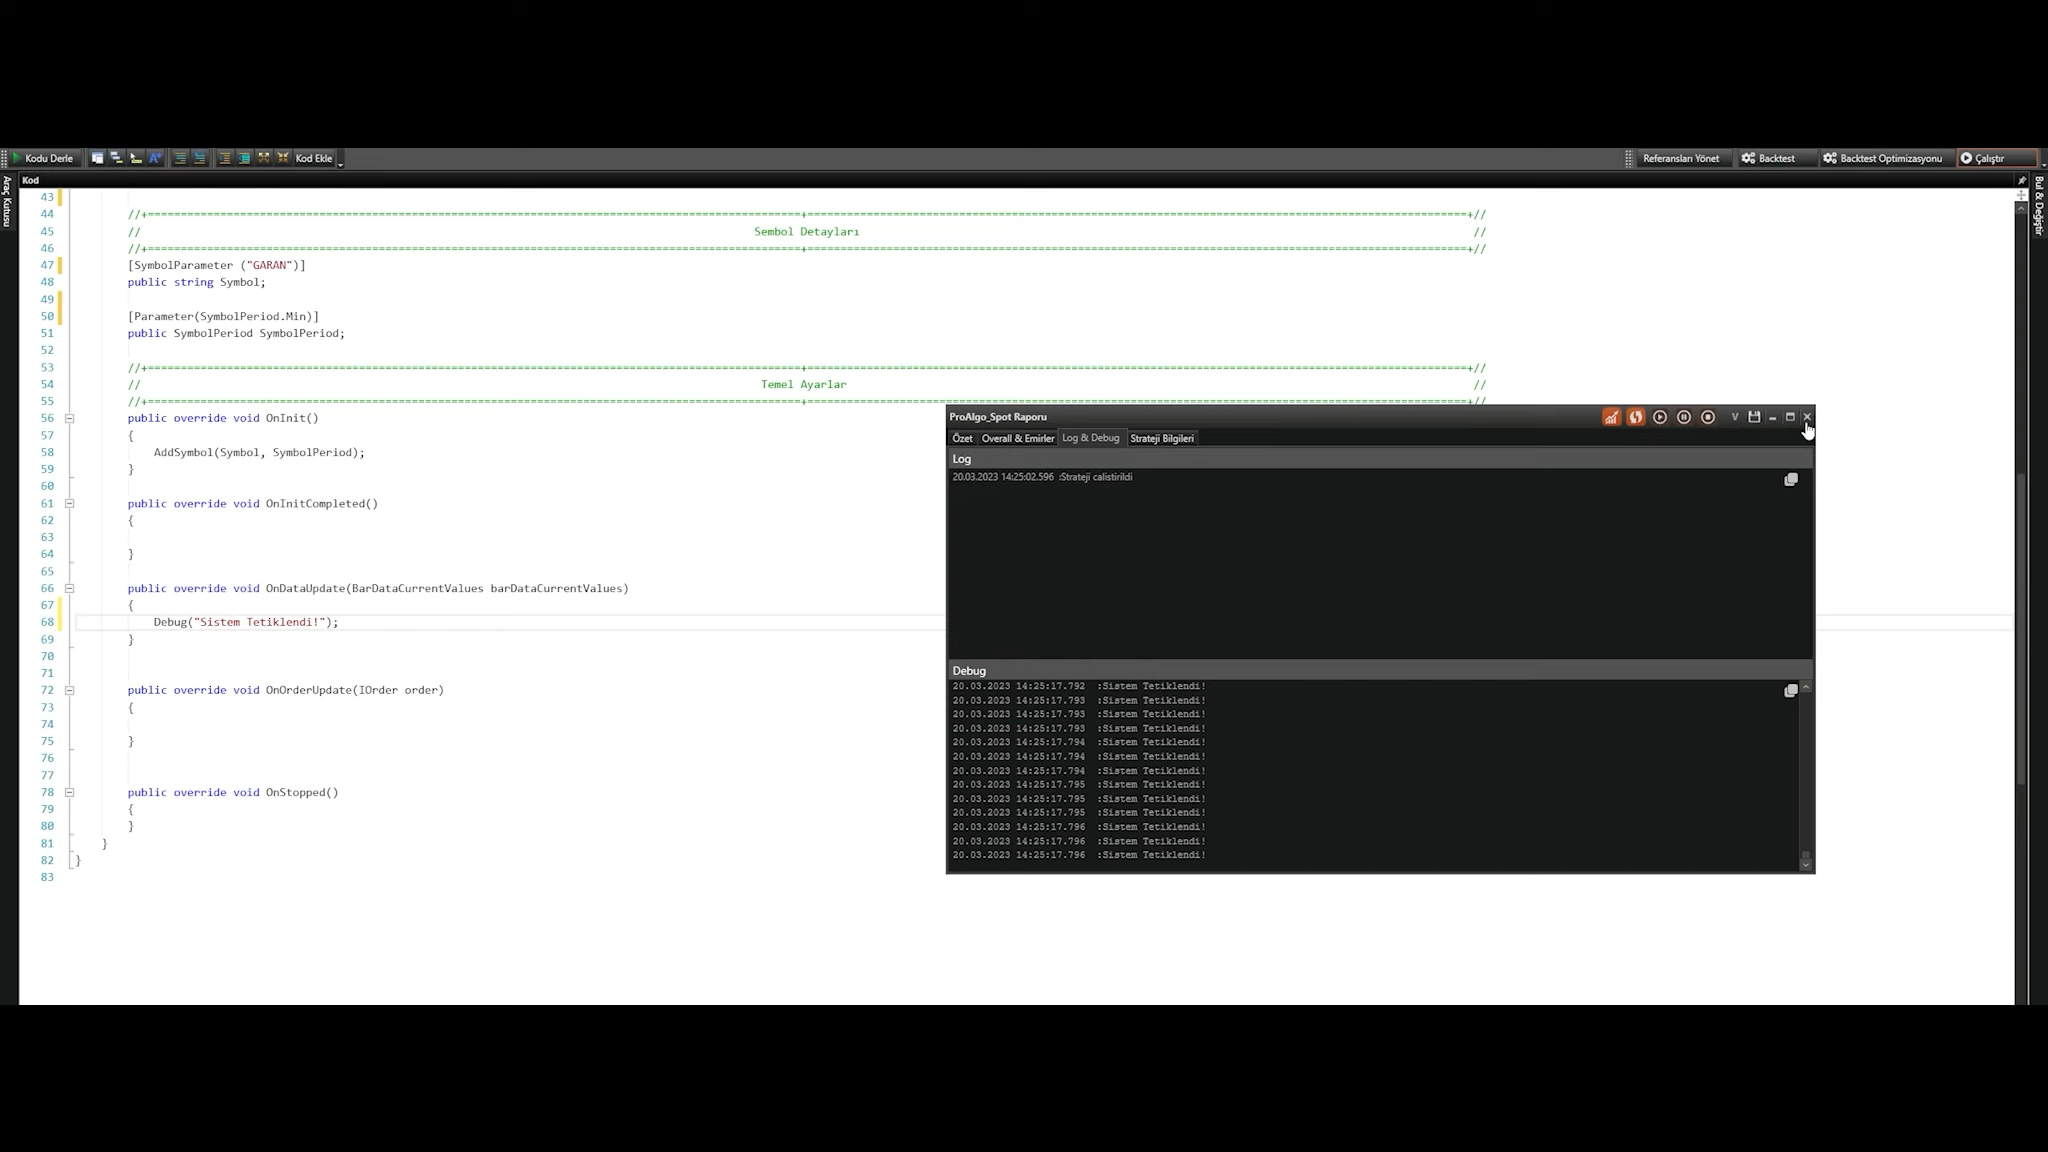 Kodu Derle
Kod Ekle
Referansları Yönet
Backtest
Backtest Optimizasyonu
Çalıştır
Araç Kutusu
Kod
Bul & Değiştir
43
44 //+====================================================================================================+====================================================================================================+//
45 // Sembol Detayları //
46 //+====================================================================================================+====================================================================================================+//
47 [SymbolParameter ("GARAN")]
48 public string Symbol;
49
50 [Parameter(SymbolPeriod.Min)]
51 public SymbolPeriod SymbolPeriod;
52
53 //+====================================================================================================+====================================================================================================+//
54 // Temel Ayarlar //
55 //+====================================================================================================+====================================================================================================+//
56 public override void OnInit()
57 {
58 AddSymbol(Symbol, SymbolPeriod);
59 }
60
61 public override void OnInitCompleted()
62 {
63
64 }
65
66 public override void OnDataUpdate(BarDataCurrentValues barDataCurrentValues)
67 {
68 Debug("Sistem Tetiklendi!");
69 }
70
71
72 public override void OnOrderUpdate(IOrder order)
73 {
74
75 }
76
77
78 public override void OnStopped()
79 {
80 }
81 }
82 }
83
ProAlgo_Spot Raporu
V
Özet Overall & Emirler Log & Debug Strateji Bilgileri
Log
20.03.2023 14:25:02.596 :Strateji calistirildi
Debug
20.03.2023 14:25:17.792 :Sistem Tetiklendi!
20.03.2023 14:25:17.793 :Sistem Tetiklendi!
20.03.2023 14:25:17.793 :Sistem Tetiklendi!
20.03.2023 14:25:17.793 :Sistem Tetiklendi!
20.03.2023 14:25:17.794 :Sistem Tetiklendi!
20.03.2023 14:25:17.794 :Sistem Tetiklendi!
20.03.2023 14:25:17.794 :Sistem Tetiklendi!
20.03.2023 14:25:17.795 :Sistem Tetiklendi!
20.03.2023 14:25:17.795 :Sistem Tetiklendi!
20.03.2023 14:25:17.795 :Sistem Tetiklendi!
20.03.2023 14:25:17.796 :Sistem Tetiklendi!
20.03.2023 14:25:17.796 :Sistem Tetiklendi!
20.03.2023 14:25:17.796 :Sistem Tetiklendi!